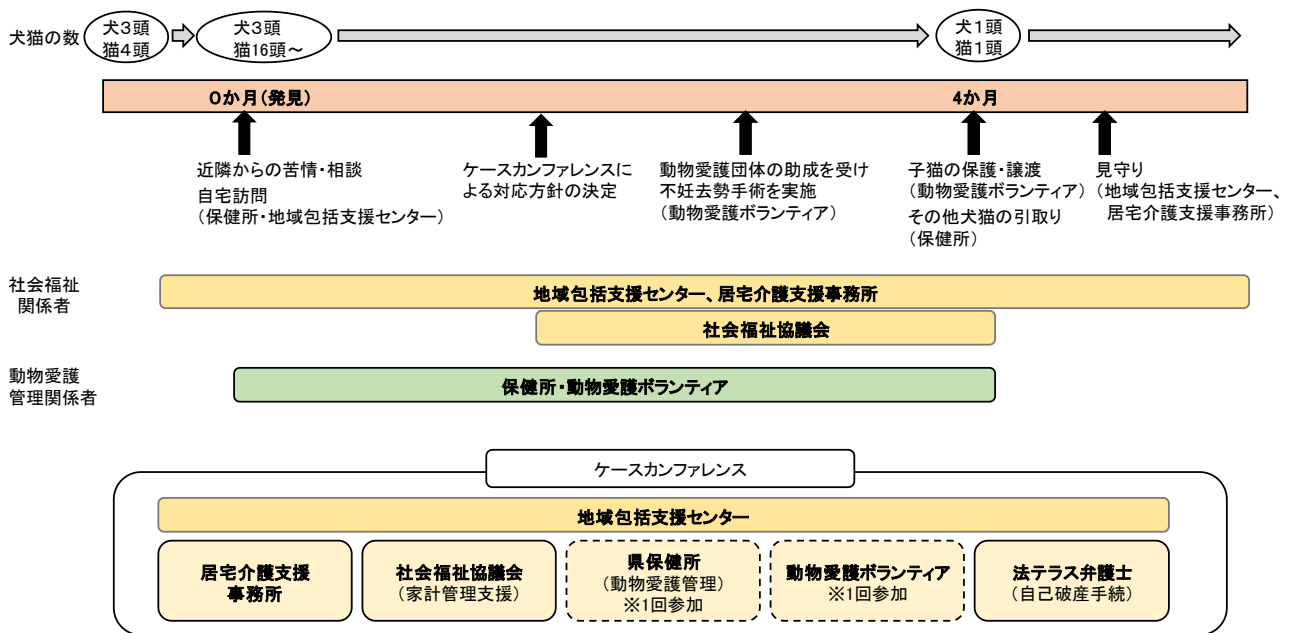 犬猫の数
犬3頭
猫4頭
犬3頭
猫16頭～
犬1頭
猫1頭
0か月(発見)
4か月
近隣からの苦情・相談
自宅訪問
(保健所・地域包括支援センター)
ケースカンファレンスに
よる対応方針の決定
動物愛護団体の助成を受け
不妊去勢手術を実施
(動物愛護ボランティア)
子猫の保護・譲渡
(動物愛護ボランティア)
その他犬猫の引取り
(保健所)
見守り
(地域包括支援センター、
居宅介護支援事務所)
社会福祉
関係者
地域包括支援センター、居宅介護支援事務所
社会福祉協議会
動物愛護
管理関係者
保健所・動物愛護ボランティア
ケースカンファレンス
地域包括支援センター
居宅介護支援
事務所
社会福祉協議会
(家計管理支援)
県保健所
(動物愛護管理)
※1回参加
動物愛護ボランティア
※1回参加
法テラス弁護士
(自己破産手続)